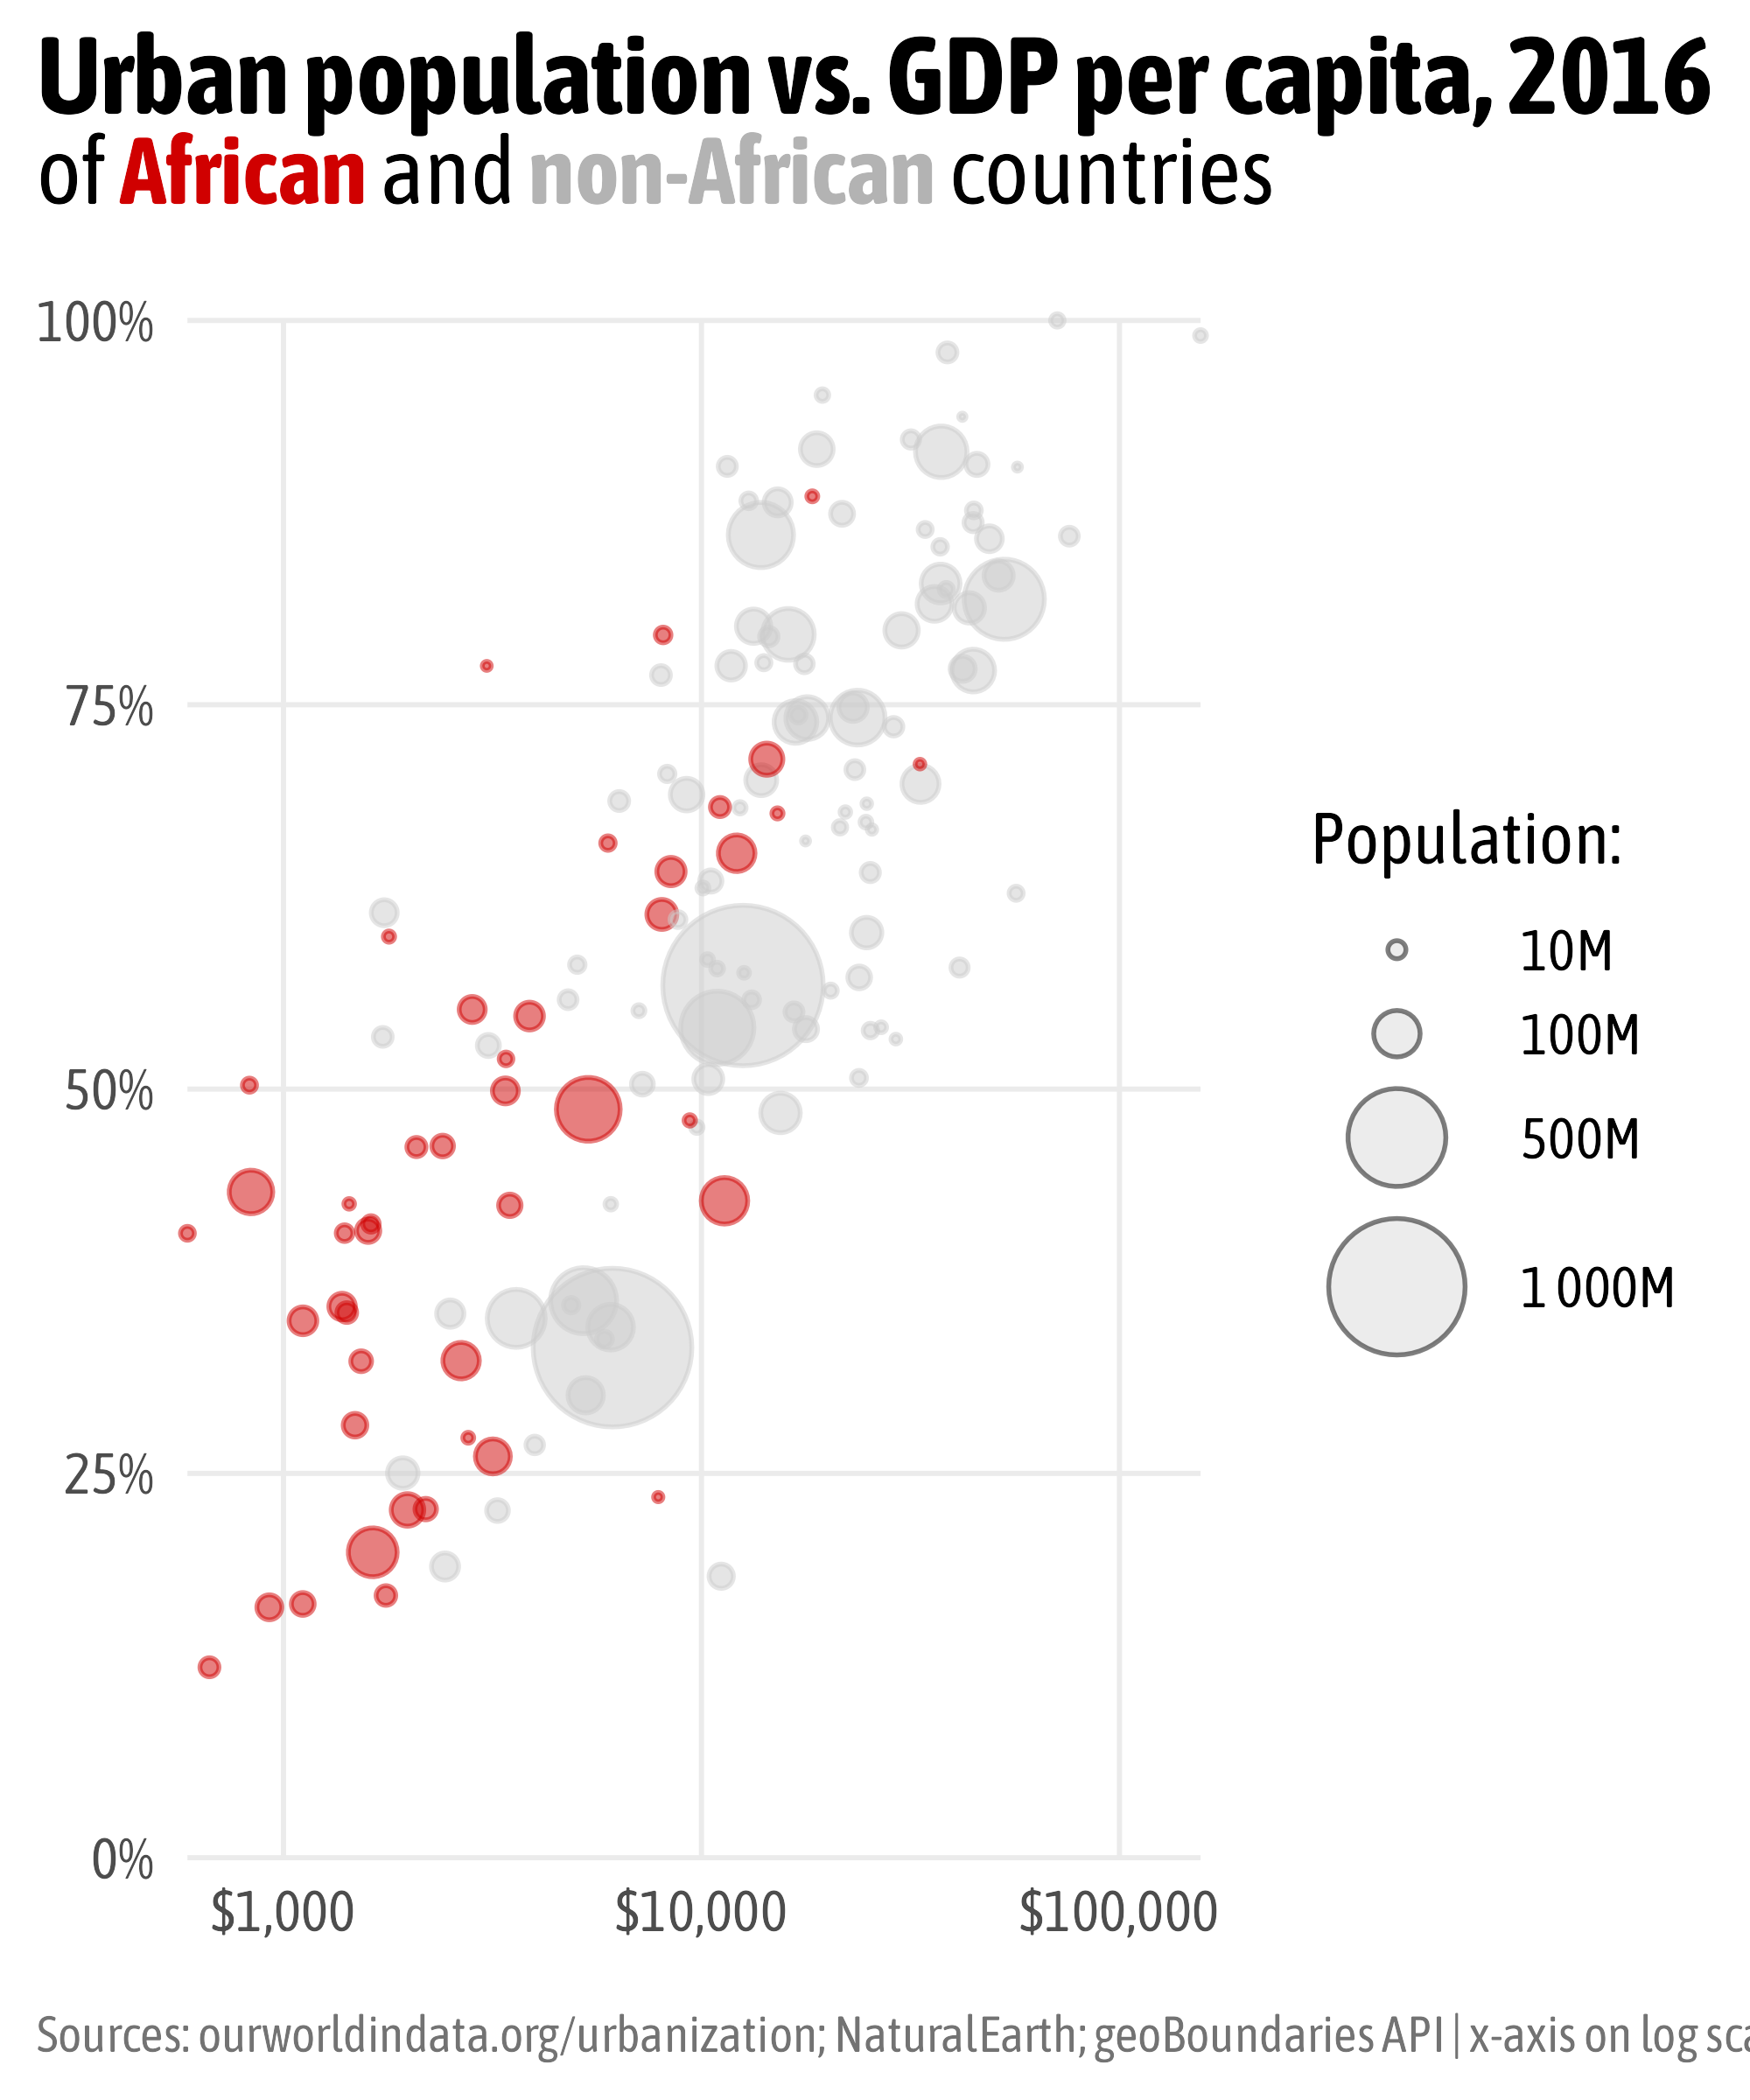 Urban population vs. GDP per capita, 2016
of African and non-African countries
100%
75%
50%
25%
0%
$1,000 $10,000 $100,000
Population:
10M
100M
500M
1 000M
Sources: ourworldindata.org/urbanization; NaturalEarth; geoBoundaries API | x-axis on log sca